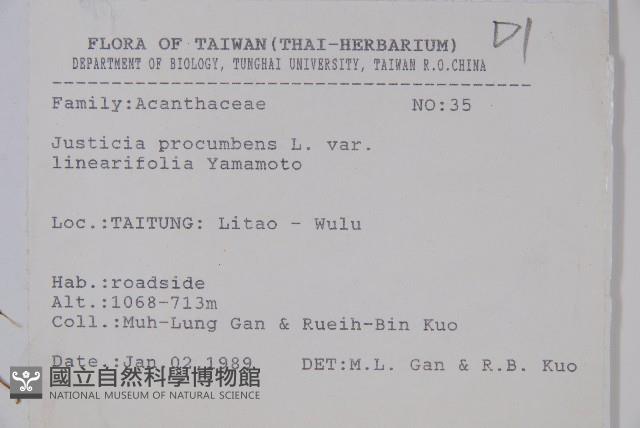 D1
FLORA OF TAIWAN(THAI-HERBARIUM)
DEPARTMENT OF BIOLOGY, TUNGHAI UNIVERSITY, TAIWAN R.O.CHINA
Family:Acanthaceae NO:35
Justicia procumbens L. var.
linearifolia Yamamoto
Loc.:TAITUNG: Litao - Wulu
Hab.:roadside
Alt.:1068-713m
Coll.:Muh-Lung Gan & Rueih-Bin Kuo
Date.:Jan 02 1989 DET:M.L. Gan & R.B. Kuo
國立自然科學博物館
NATIONAL MUSEUM OF NATURAL SCIENCE